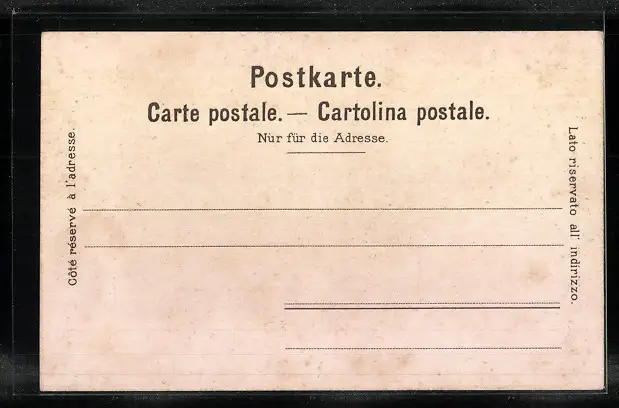 Postkarte.
Carte postale. — Cartolina postale.
Nur für die Adresse.
Côté réservé à l'adresse.
Lato riservato all' indirizzo.